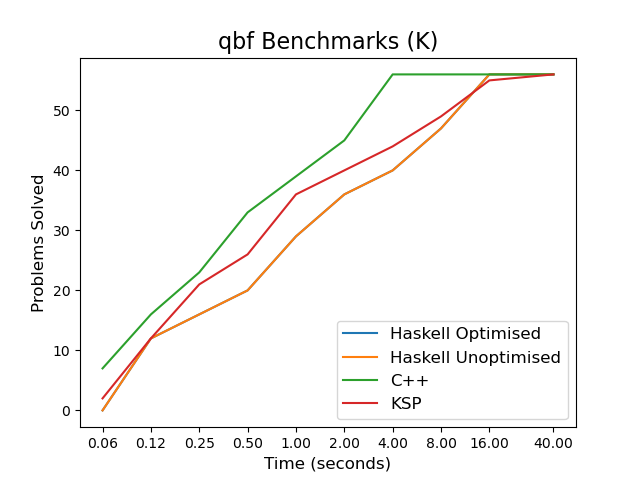 qbf Benchmarks (K)
Problems Solved
50
40
30
20
10
0
Haskell Optimised
Haskell Unoptimised
C++
KSP
0.06 0.12 0.25 0.50 1.00 2.00 4.00 8.00 16.00 40.00
Time (seconds)